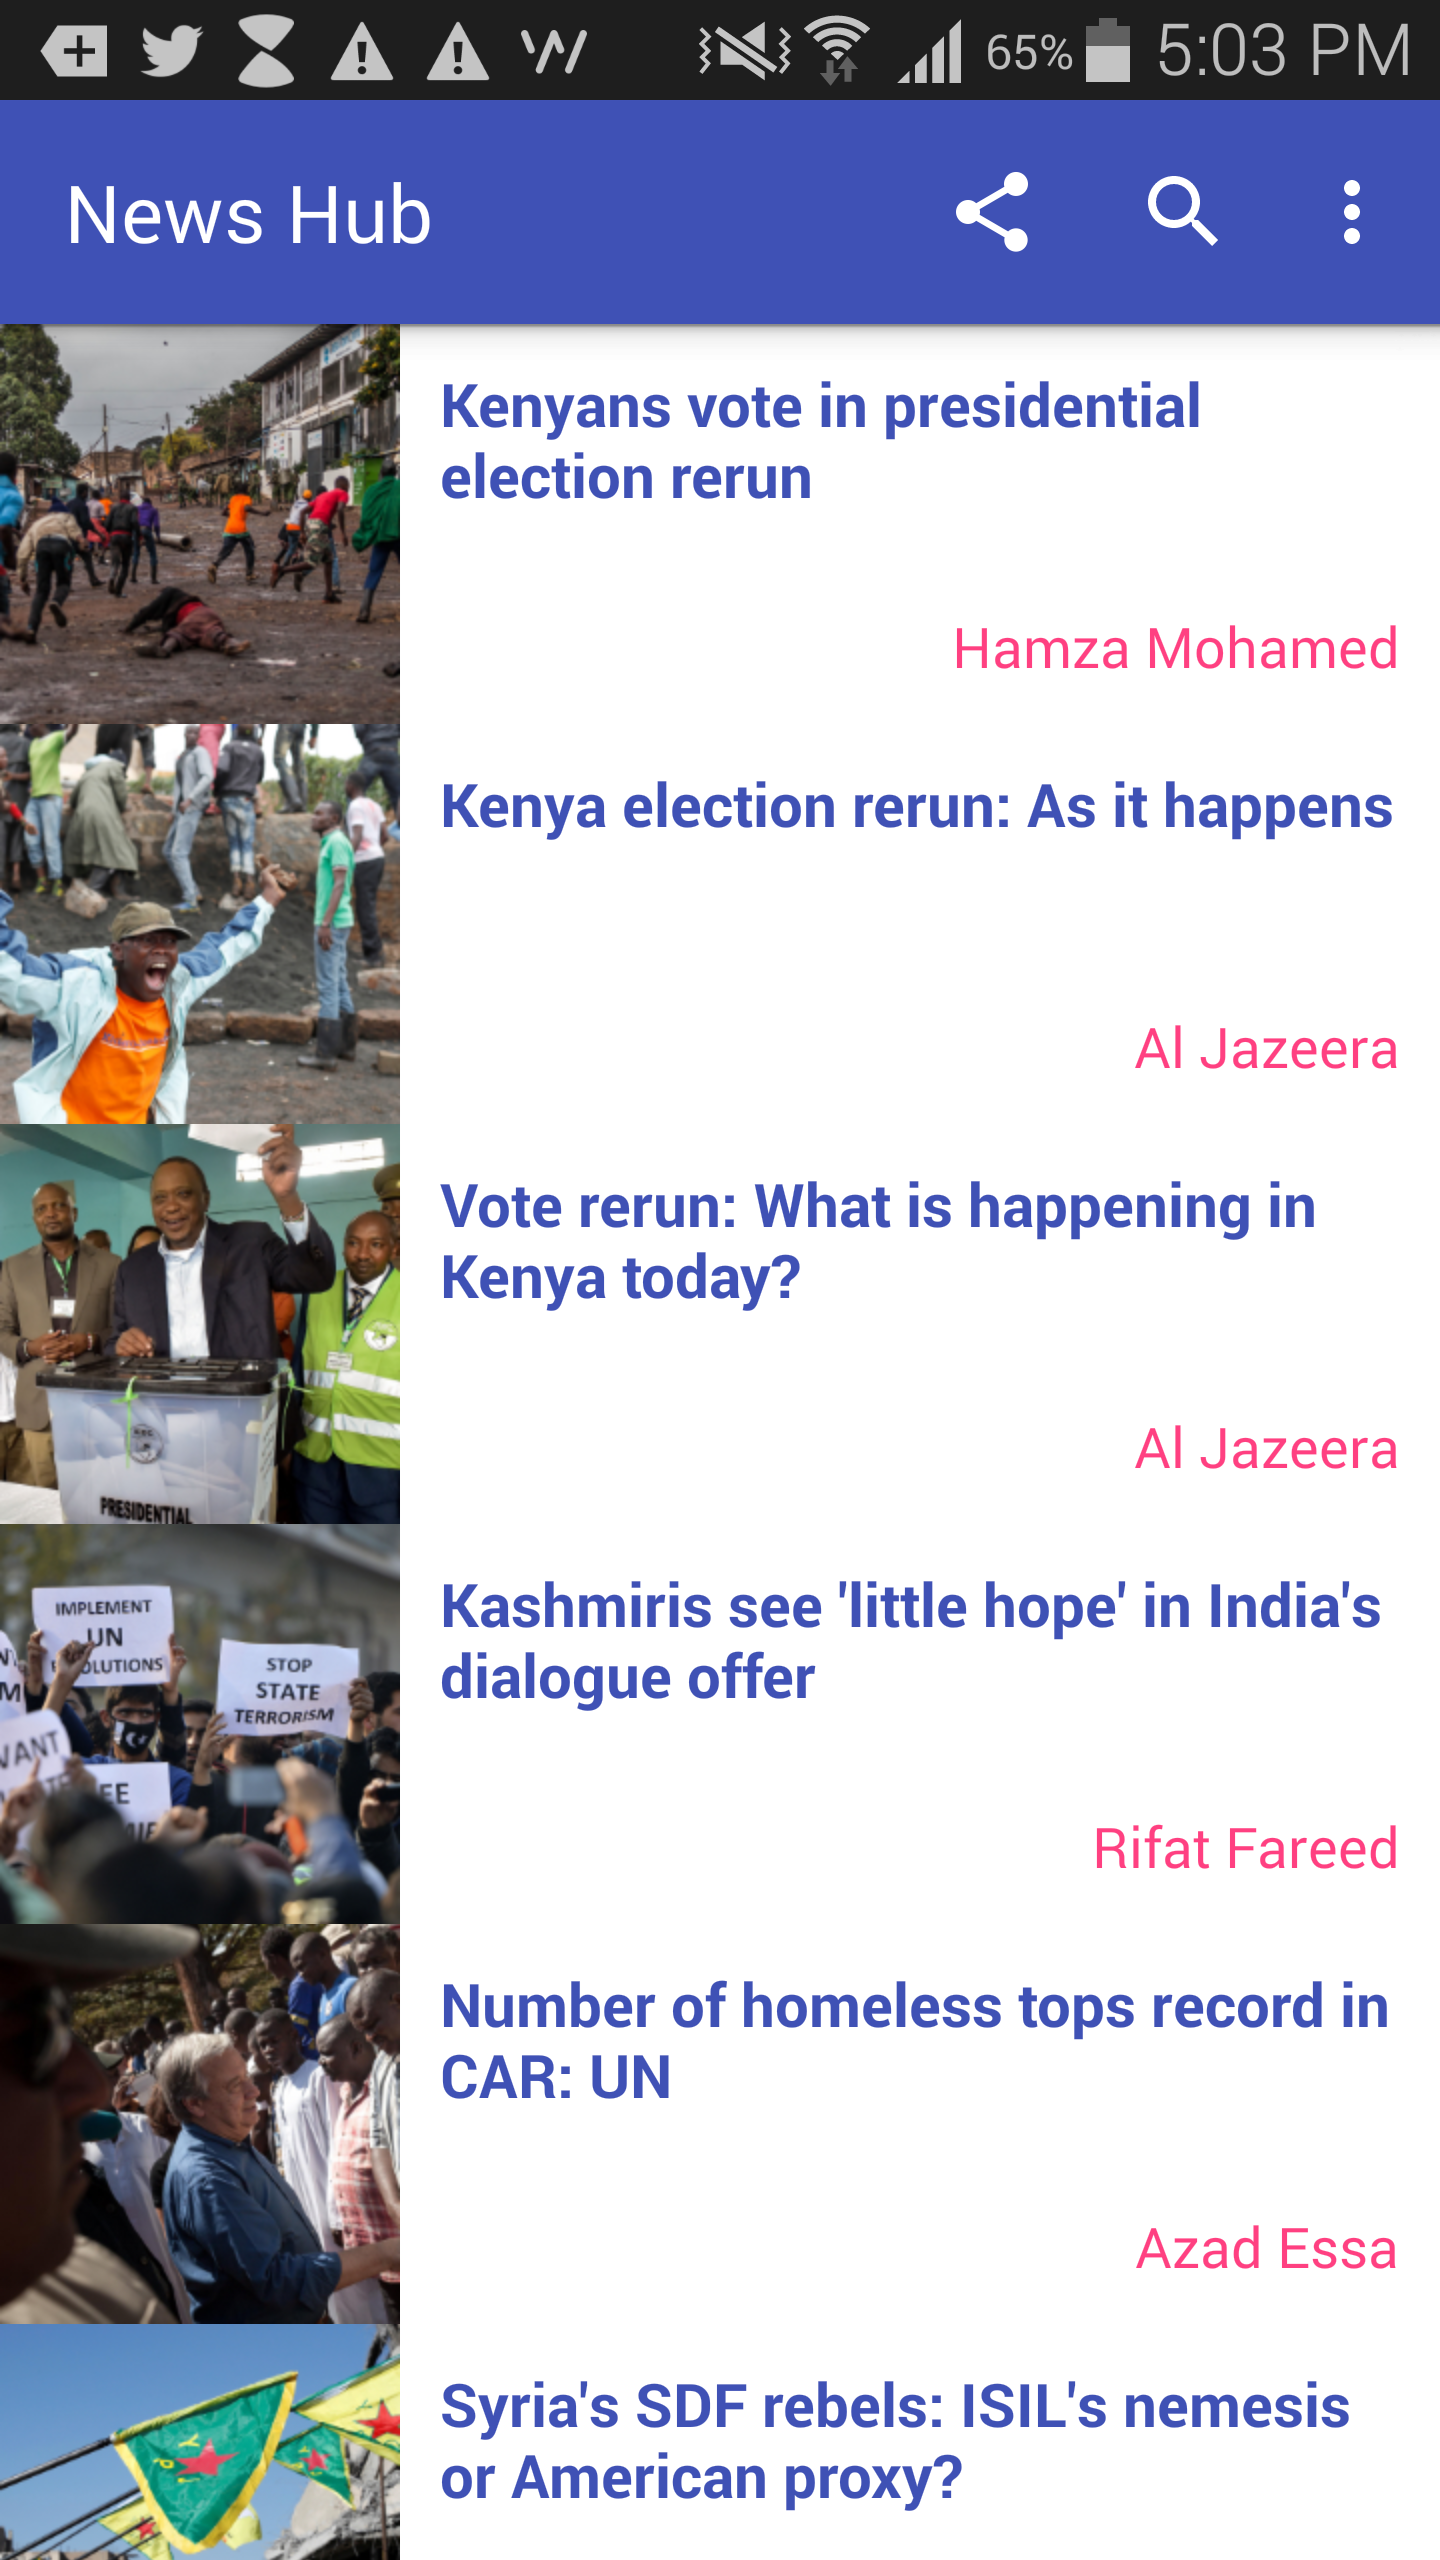 65% 5:03 PM
News Hub
Kenyans vote in presidential
election rerun
Hamza Mohamed
Kenya election rerun: As it happens
Al Jazeera
Vote rerun: What is happening in
Kenya today?
Al Jazeera
PRESIDENTIAL
Kashmiris see 'little hope' in India's
dialogue offer
Rifat Fareed
IMPLEMENT
UN
STOP
STATE
TERRORISM
Number of homeless tops record in
CAR: UN
Azad Essa
Syria's SDF rebels: ISIL's nemesis
or American proxy?